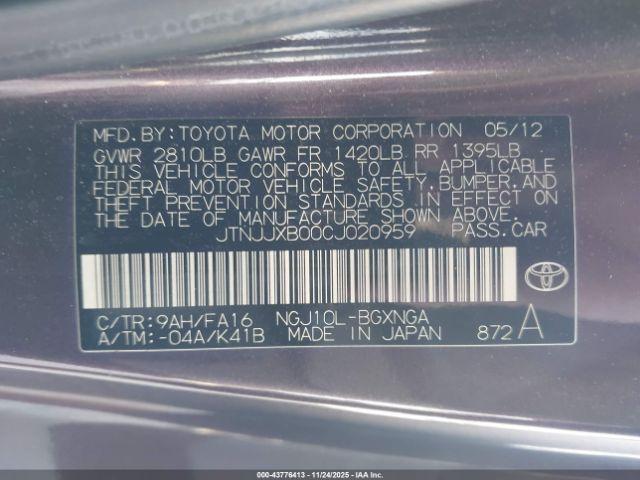 MFD. BY: TOYOTA MOTOR CORPORATION 05/12
GVWR 2810LB GAWR FR 1420LB RR 1395LB
THIS VEHICLE CONFORMS TO ALL APPLICABLE
FEDERAL MOTOR VEHICLE SAFETY, BUMPER, AND
THEFT PREVENTION STANDARDS IN EFFECT ON
THE DATE OF MANUFACTURE SHOWN ABOVE.
JTNJJXB00CJ020959 PASS.CAR
C/TR: 9AH/FA16 NGJ10L-BGXNGA
A/TM: -04A/K41B MADE IN JAPAN 872 A
00-43776413 - 11/24/2025 - IAAI.COM